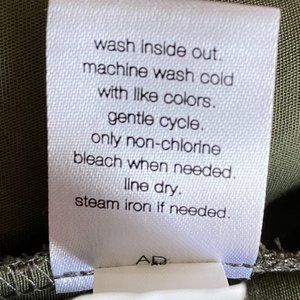 wash inside out.
machine wash cold
with like colors.
gentle cycle.
only non-chlorine
bleach when needed.
line dry.
steam iron if needed.